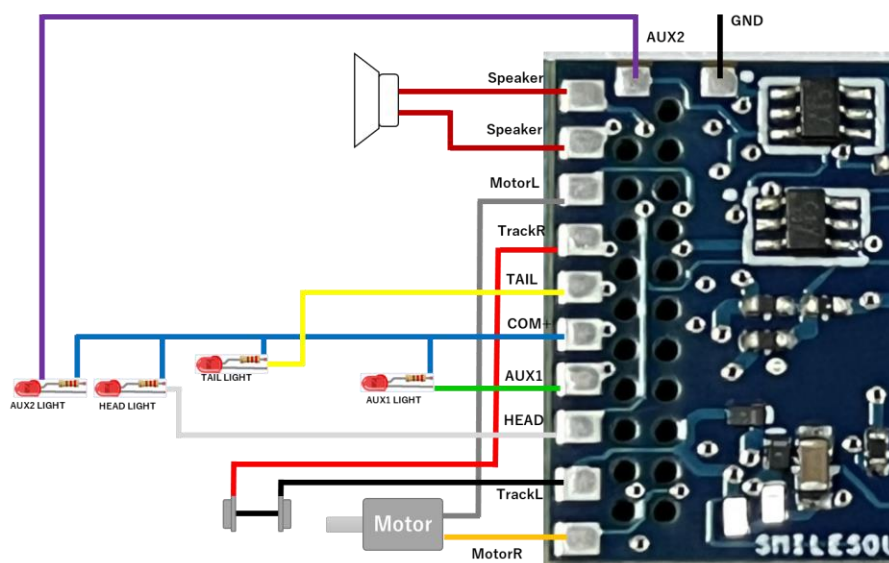 GND
AUX2
Speaker
Speaker
MotorL
TrackR
TAIL
COM+
AUX1
HEAD
TrackL
MotorR
AUX2 LIGHT
HEAD LIGHT
TAIL LIGHT
AUX1 LIGHT
Motor